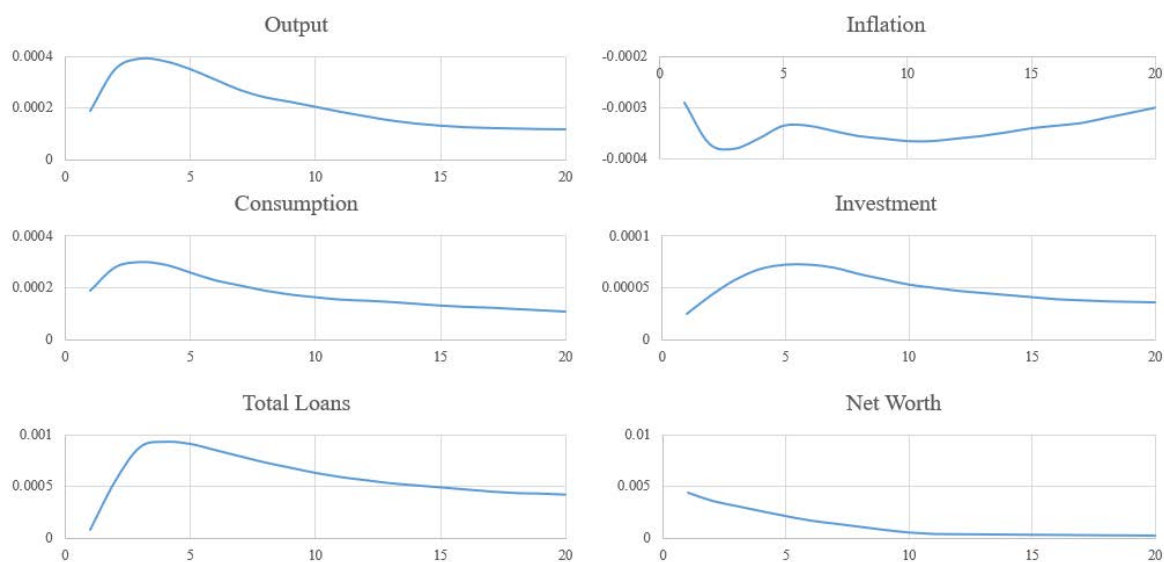 Output
0.0004
0.0002
0
0 5 10 15 20
Inflation
-0.0002
0 5 10 15 20
-0.0003
-0.0004
Consumption
0.0004
0.0002
0
0 5 10 15 20
Investment
0.0001
0.00005
0
0 5 10 15 20
Total Loans
0.001
0.0005
0
0 5 10 15 20
Net Worth
0.01
0.005
0
0 5 10 15 20